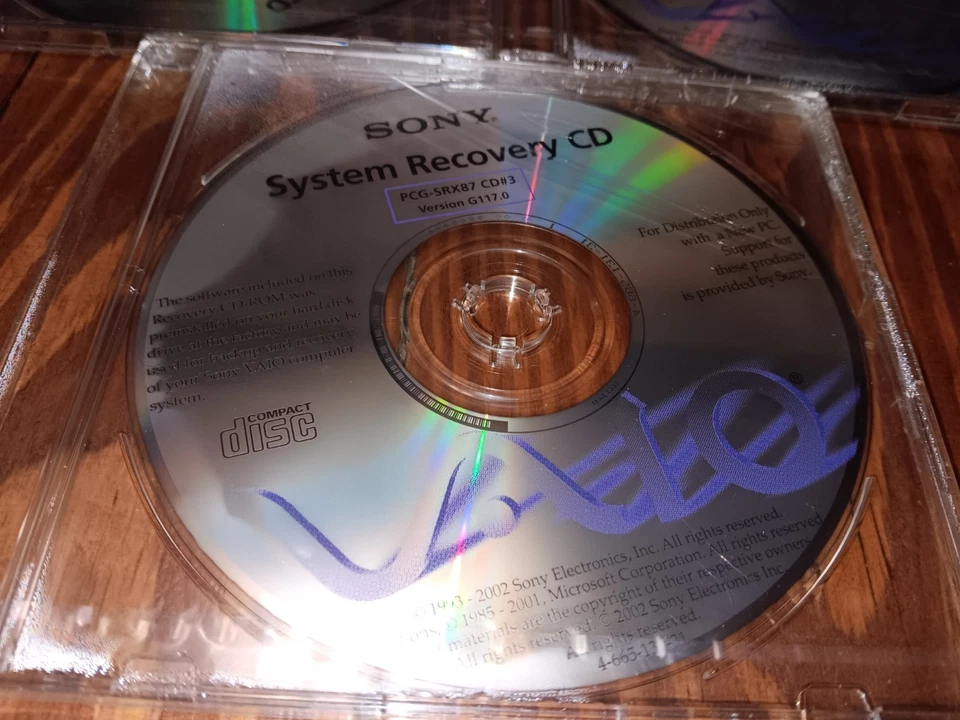 SONY®
System Recovery CD
PCG-SRX87 CD#3
Version G117.0
For Distribution Only
with a New PC
Support for
these products
is provided by Sony.
The software included on this
Recovery CD-ROM was
preinstalled on your hard disk
drive at the factory and may be
used for backup and recovery
of your Sony VAIO computer
system.
COMPACT
disc
VAIO®
- 2002 Sony Electronics, Inc. All rights reserved.
© 1985 - 2001, Microsoft Corporation. All rights reserved
materials are the copyright of their respective owners
All rights reserved. © 2002 Sony Electronics Inc.
All rights reserved.